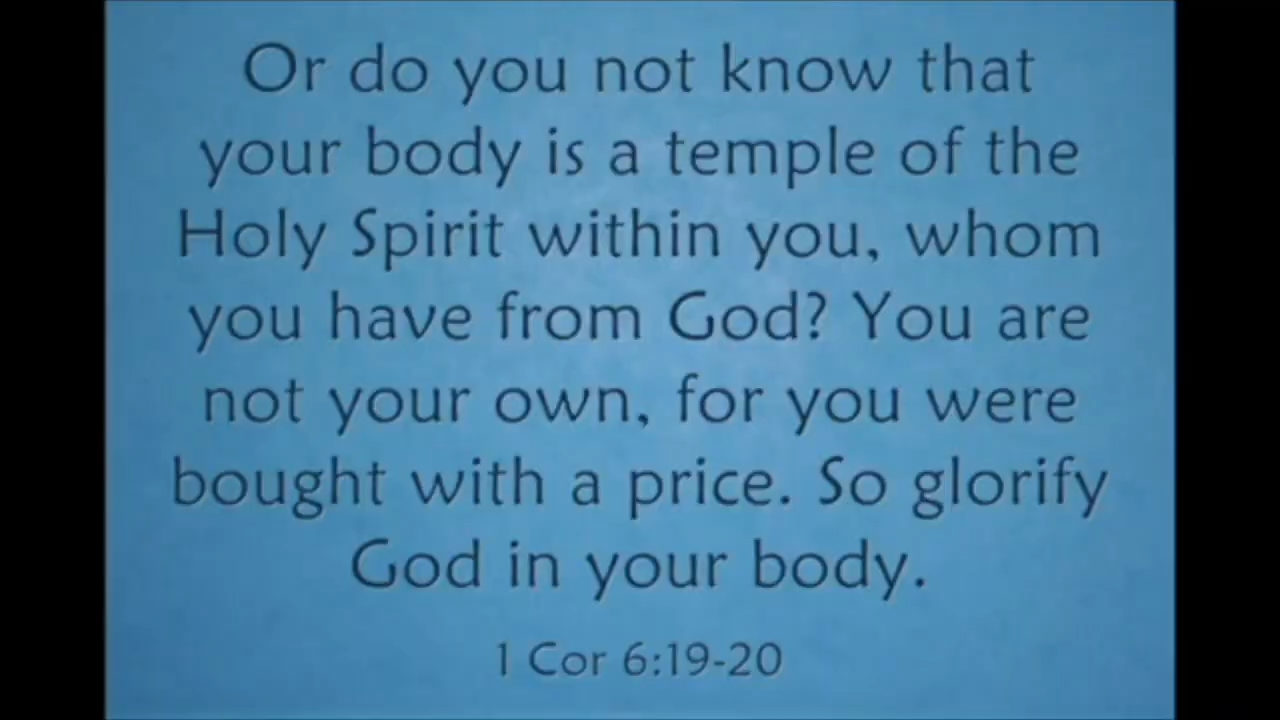 Or do you not know that
your body is a temple of the
Holy Spirit within you, whom
you have from God? You are
not your own, for you were
bought with a price. So glorify
God in your body.
1 Cor 6:19-20